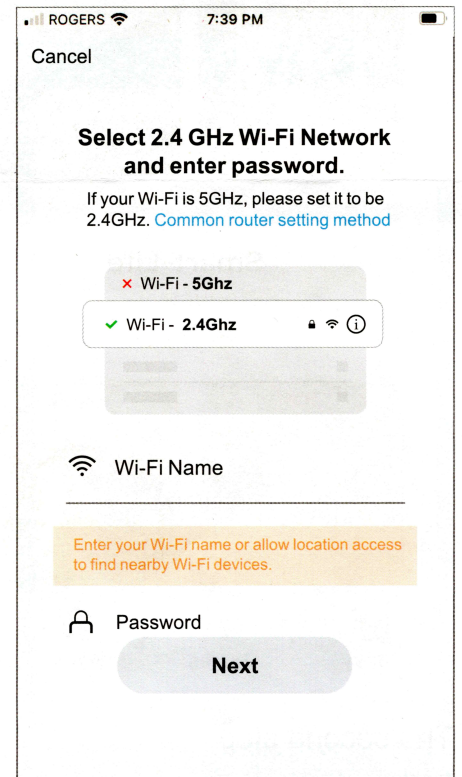 ROGERS 7:39 PM
Cancel
Select 2.4 GHz Wi-Fi Network
and enter password.
If your Wi-Fi is 5GHz, please set it to be
2.4GHz. Common router setting method
Wi-Fi - 5Ghz
Wi-Fi - 2.4Ghz
Wi-Fi Name
Enter your Wi-Fi name or allow location access
to find nearby Wi-Fi devices.
Password
Next